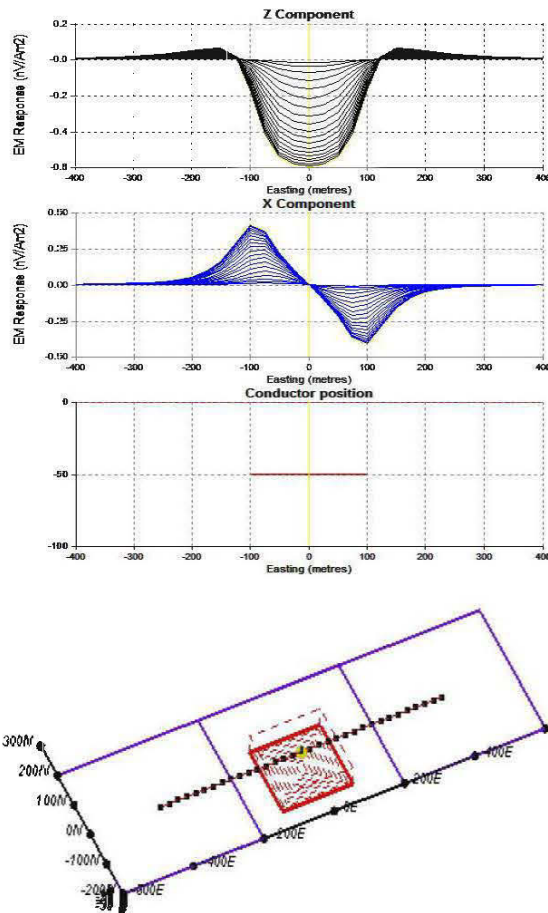 Z Component
EM Response (nV/Am2)
0.2
-0.0
-0.2
-0.4
-0.6
-0.8
-400 -300 -200 -100 0 100 200 300 400
Easting (metres)
X Component
EM Response (nV/Am2)
0.50
0.25
0.00
-0.25
-0.50
-400 -300 -200 -100 0 100 200 300 400
Easting (metres)
Conductor position
0
-50
-100
-400 -300 -200 -100 0 100 200 300 400
Easting (metres)
300N
200N
100N
0N
-100N
-200N
-600E
-400E
-200E
0E
200E
400E